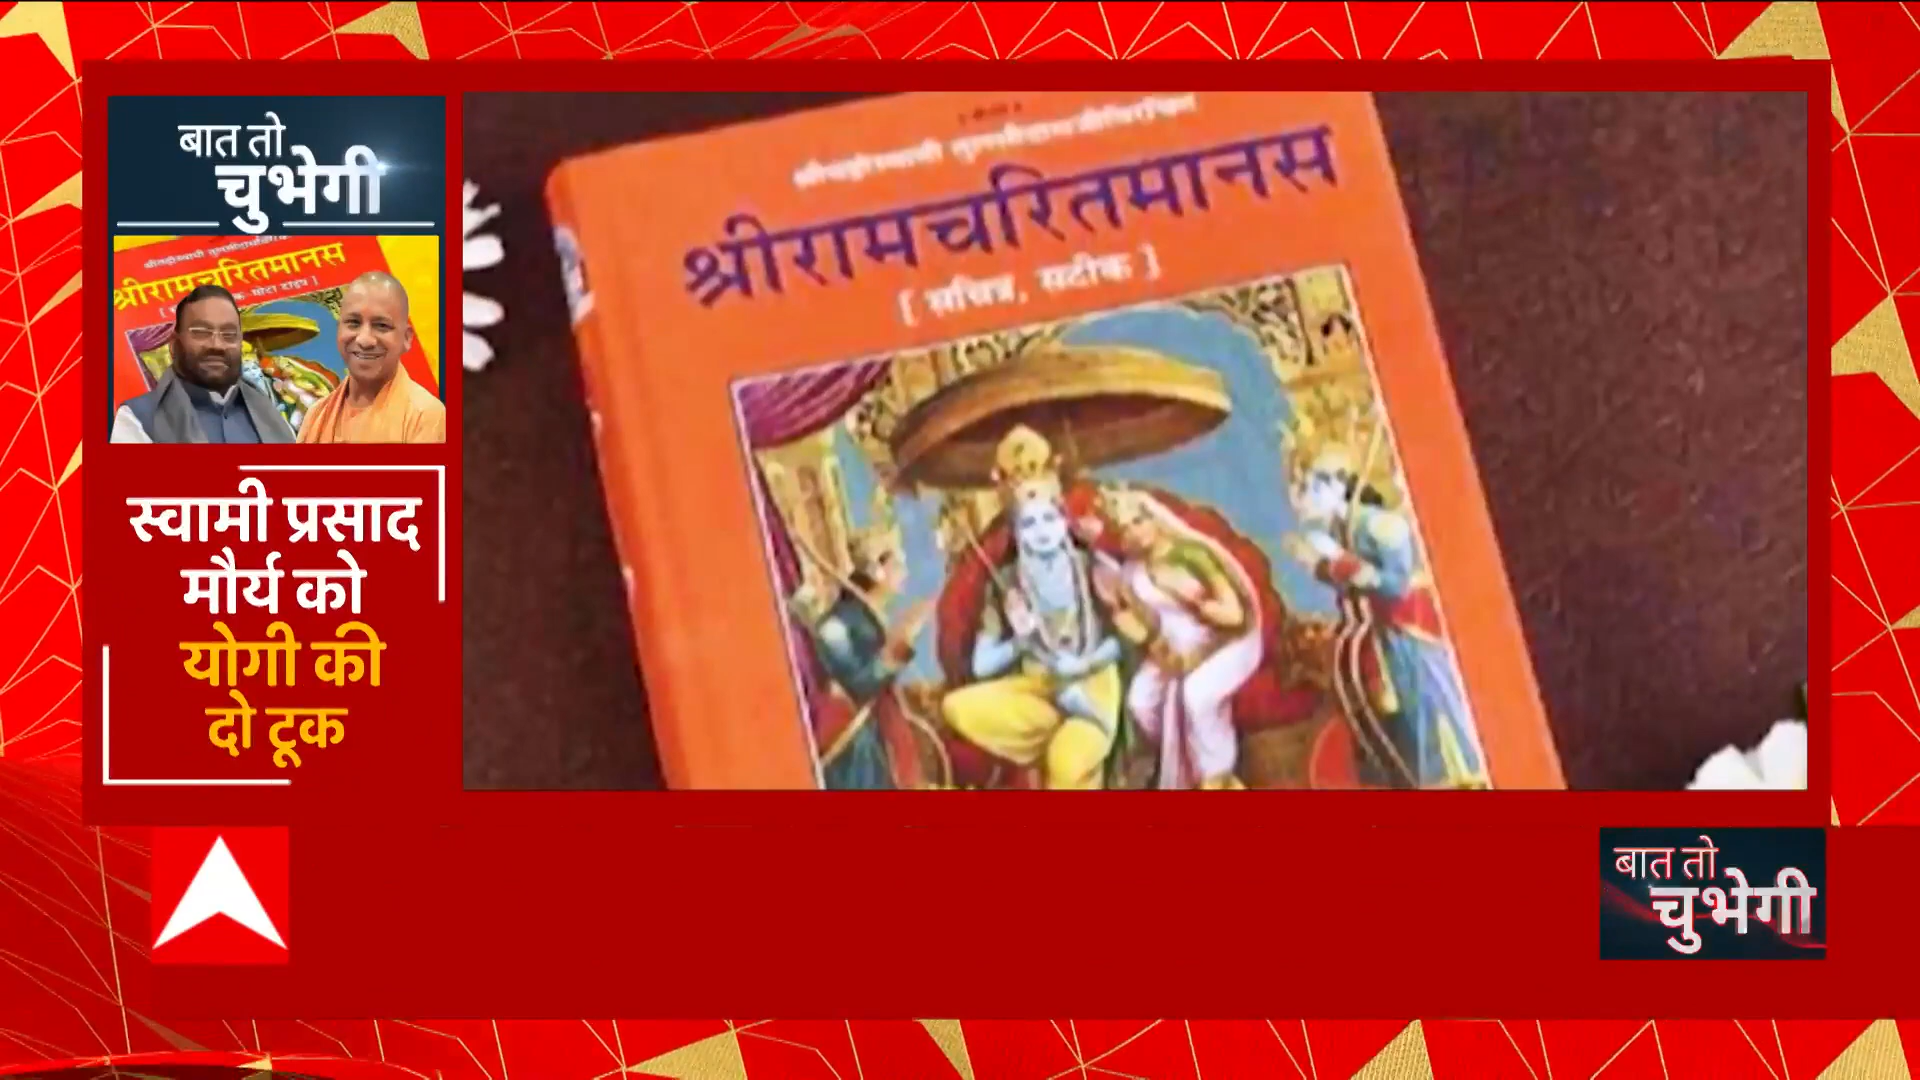 बात तो
चुभेगी
श्रीरामचरितमानस
स्वामी प्रसाद
मौर्य को
योगी की
दो टूक
श्रीरामचरितमानस
[ सचित्र, सटीक ]
बात तो
चुभेगी